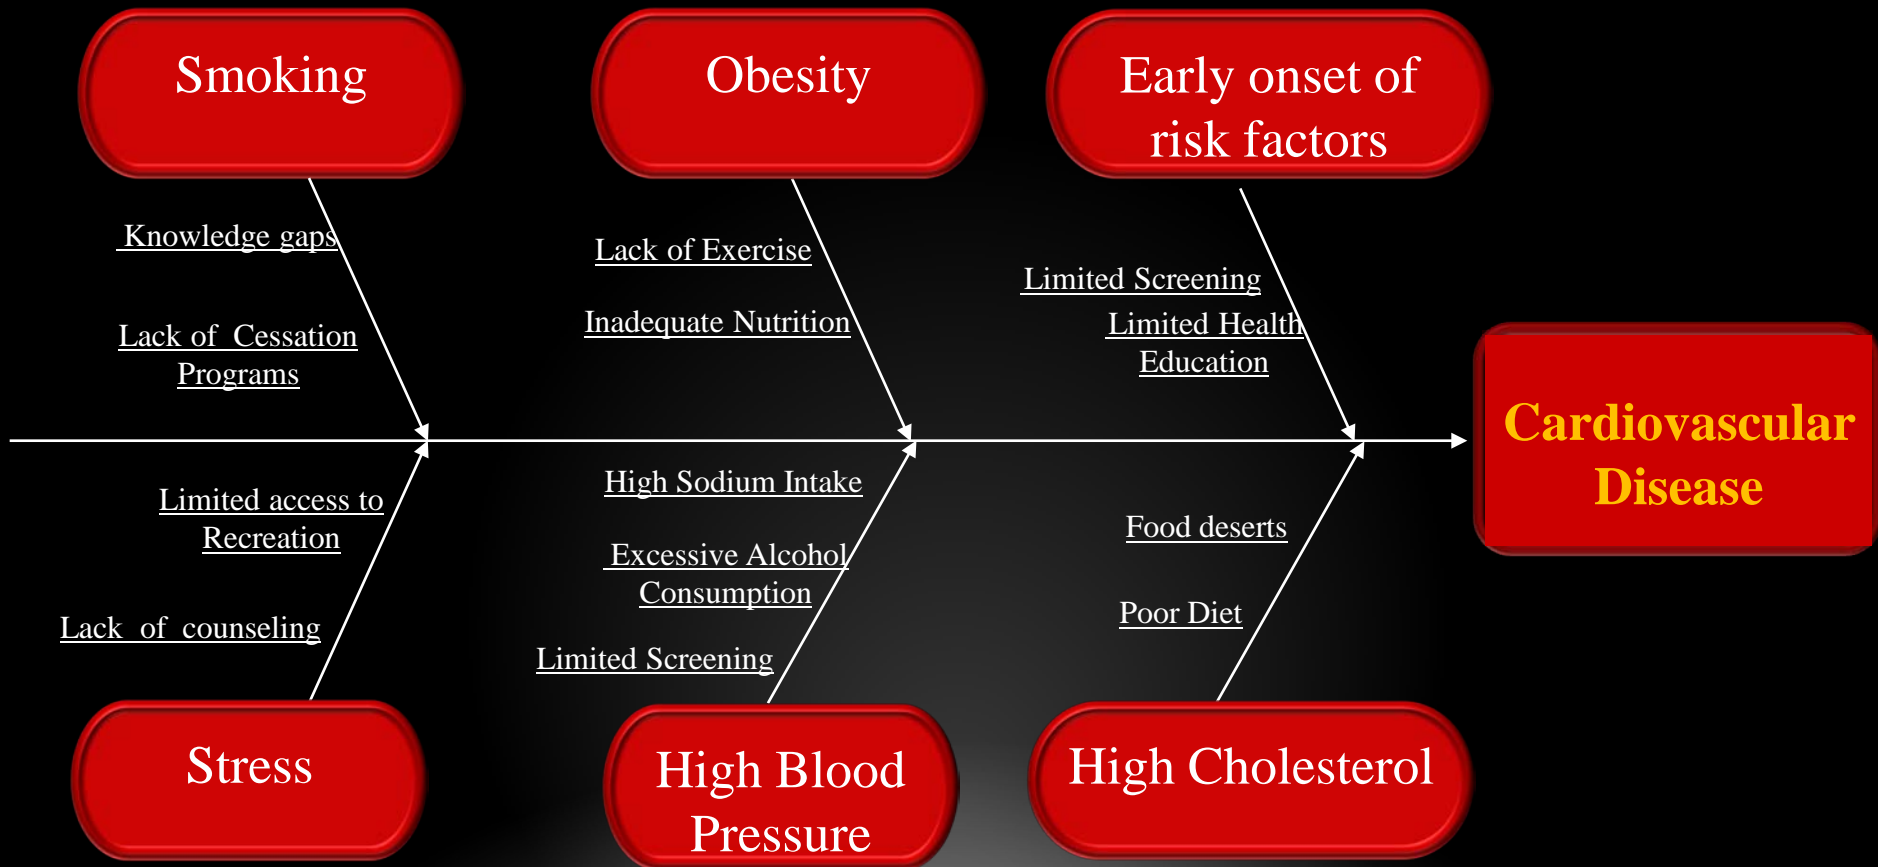 Smoking
Obesity
Early onset of
risk factors
Knowledge gaps
Lack of Cessation
Programs
Lack of Exercise
Inadequate Nutrition
Limited Screening
Limited Health
Education
Cardiovascular
Disease
Limited access to
Recreation
Lack of counseling
High Sodium Intake
Excessive Alcohol
Consumption
Limited Screening
Food deserts
Poor Diet
Stress
High Blood
Pressure
High Cholesterol